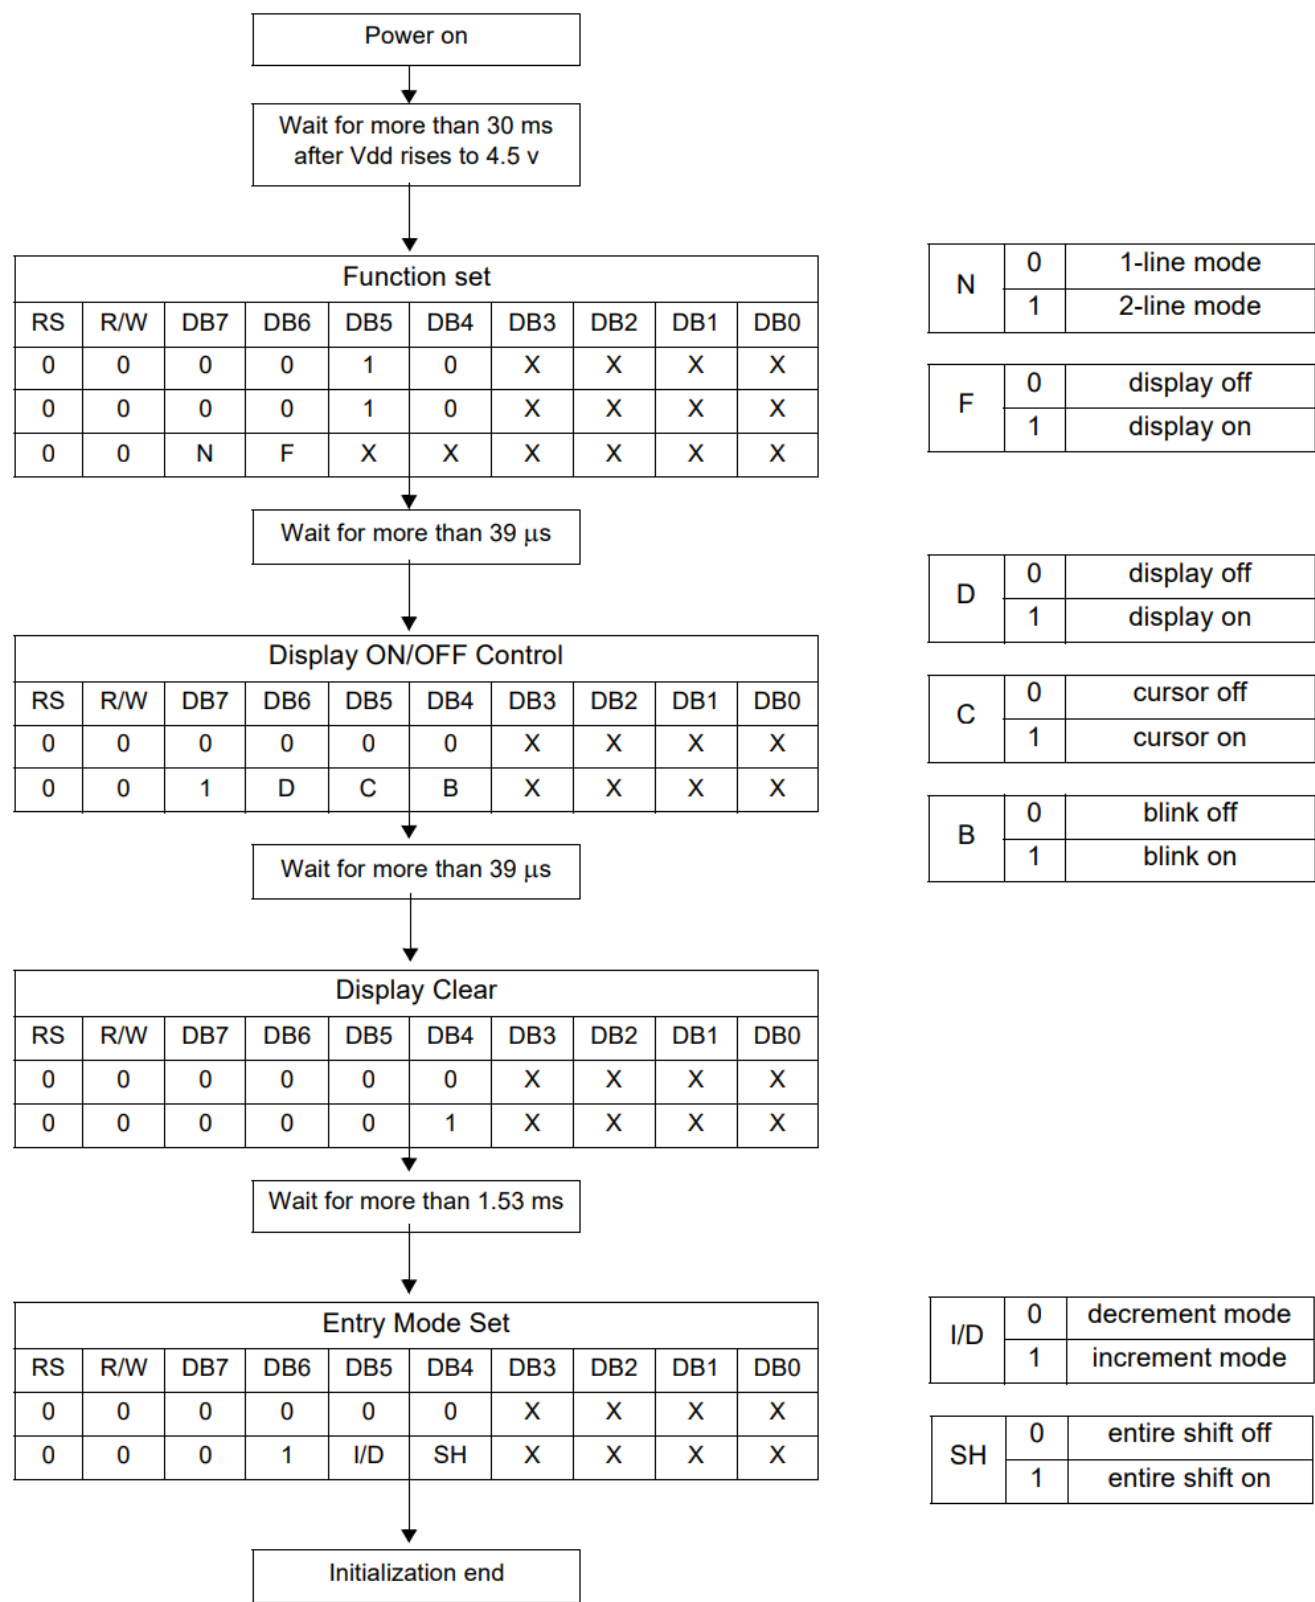 Power on
Wait for more than 30 ms
after Vdd rises to 4.5 v
Function set
RS R/W DB7 DB6 DB5 DB4 DB3 DB2 DB1 DB0
0 0 0 0 1 0 X X X X
0 0 0 0 1 0 X X X X
0 0 N F X X X X X X
N 0 1-line mode
1 2-line mode
F 0 display off
1 display on
Wait for more than 39 μs
Display ON/OFF Control
RS R/W DB7 DB6 DB5 DB4 DB3 DB2 DB1 DB0
0 0 0 0 0 0 X X X X
0 0 1 D C B X X X X
D 0 display off
1 display on
C 0 cursor off
1 cursor on
B 0 blink off
1 blink on
Wait for more than 39 μs
Display Clear
RS R/W DB7 DB6 DB5 DB4 DB3 DB2 DB1 DB0
0 0 0 0 0 0 X X X X
0 0 0 0 0 1 X X X X
Wait for more than 1.53 ms
Entry Mode Set
RS R/W DB7 DB6 DB5 DB4 DB3 DB2 DB1 DB0
0 0 0 0 0 0 X X X X
0 0 0 1 I/D SH X X X X
I/D 0 decrement mode
1 increment mode
SH 0 entire shift off
1 entire shift on
Initialization end